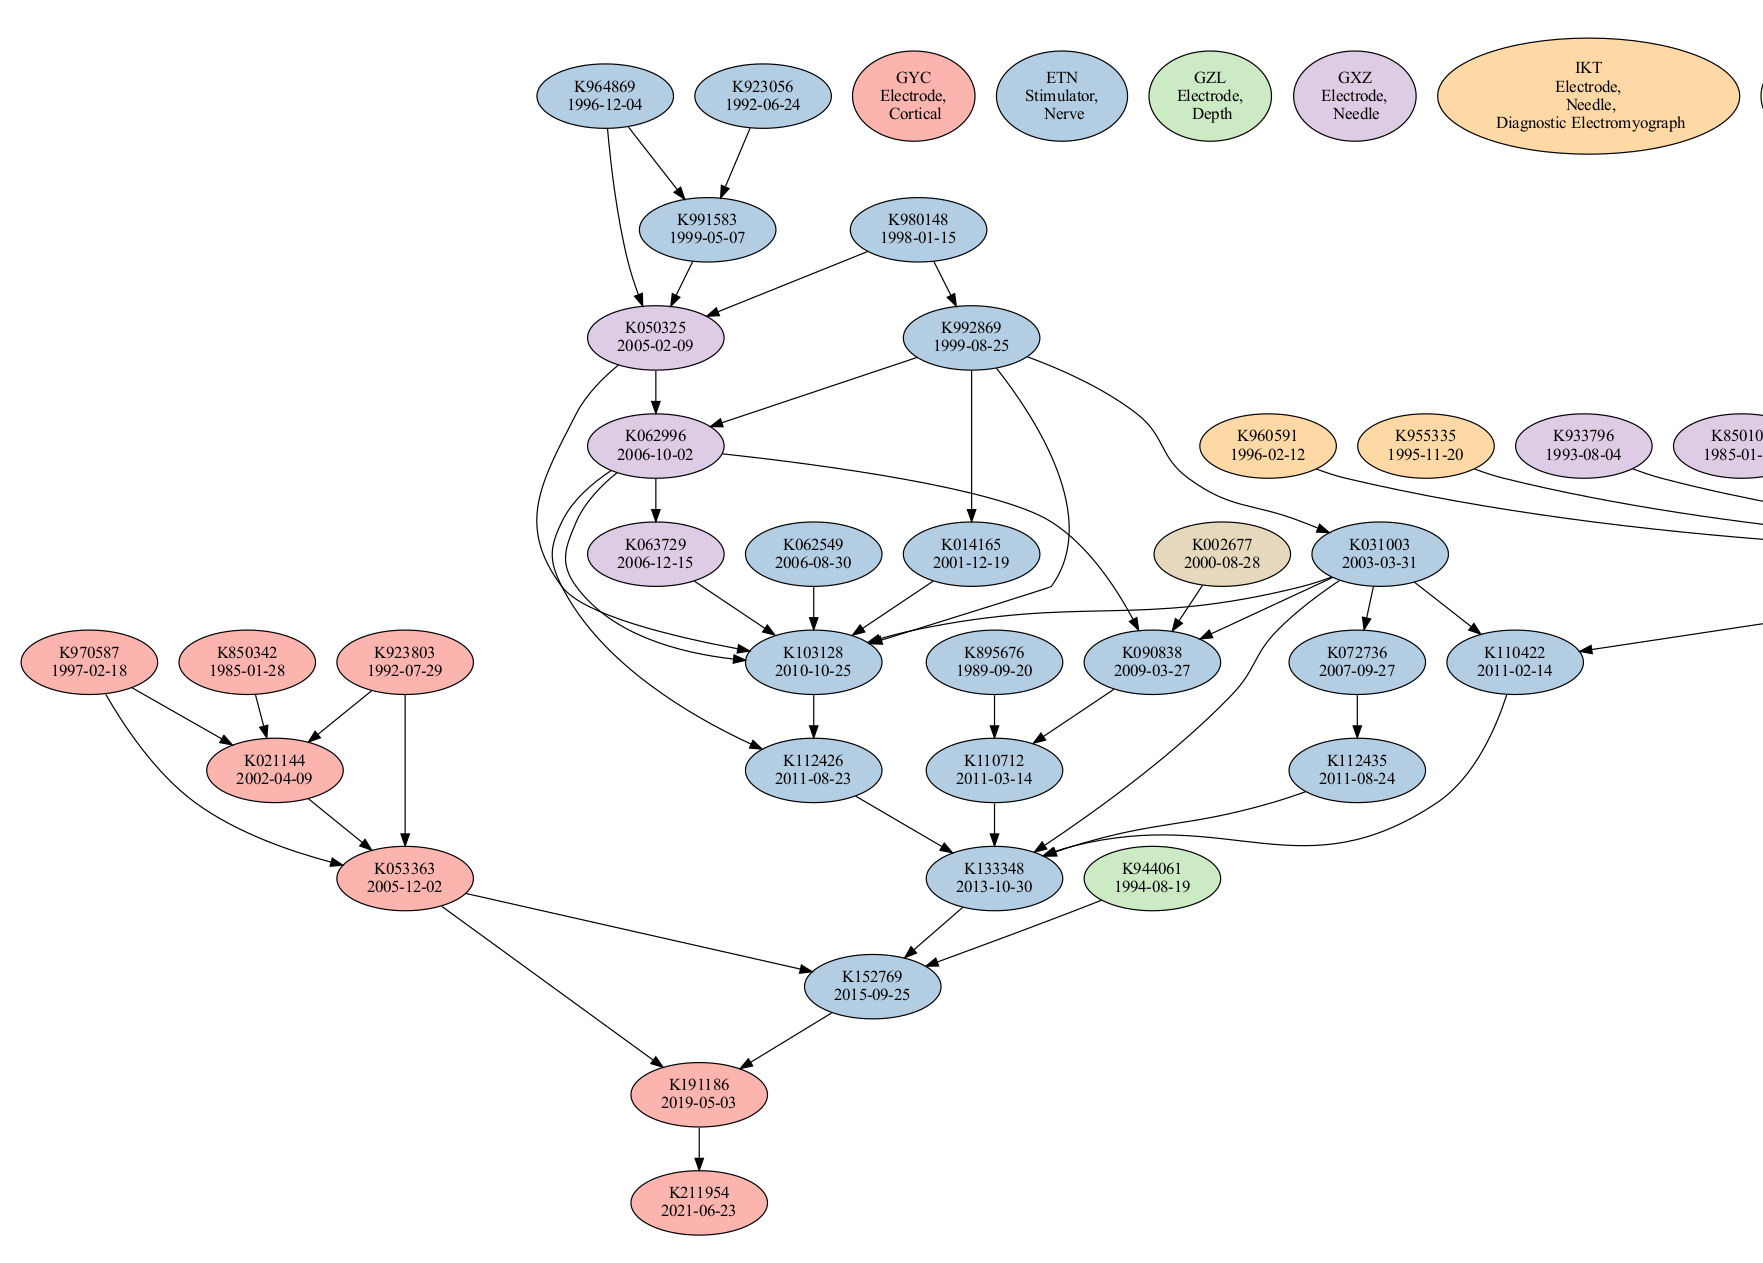 K964869
1996-12-04
K923056
1992-06-24
GYC
Electrode,
Cortical
ETN
Stimulator,
Nerve
GZL
Electrode,
Depth
GXZ
Electrode,
Needle
IKT
Electrode,
Needle,
Diagnostic Electromyograph
K991583
1999-05-07
K980148
1998-01-15
K050325
2005-02-09
K992869
1999-08-25
K062996
2006-10-02
K960591
1996-02-12
K955335
1995-11-20
K933796
1993-08-04
K85010
1985-01-
K063729
2006-12-15
K062549
2006-08-30
K014165
2001-12-19
K002677
2000-08-28
K031003
2003-03-31
K970587
1997-02-18
K850342
1985-01-28
K923803
1992-07-29
K103128
2010-10-25
K895676
1989-09-20
K090838
2009-03-27
K072736
2007-09-27
K110422
2011-02-14
K021144
2002-04-09
K112426
2011-08-23
K110712
2011-03-14
K112435
2011-08-24
K053363
2005-12-02
K133348
2013-10-30
K944061
1994-08-19
K152769
2015-09-25
K191186
2019-05-03
K211954
2021-06-23